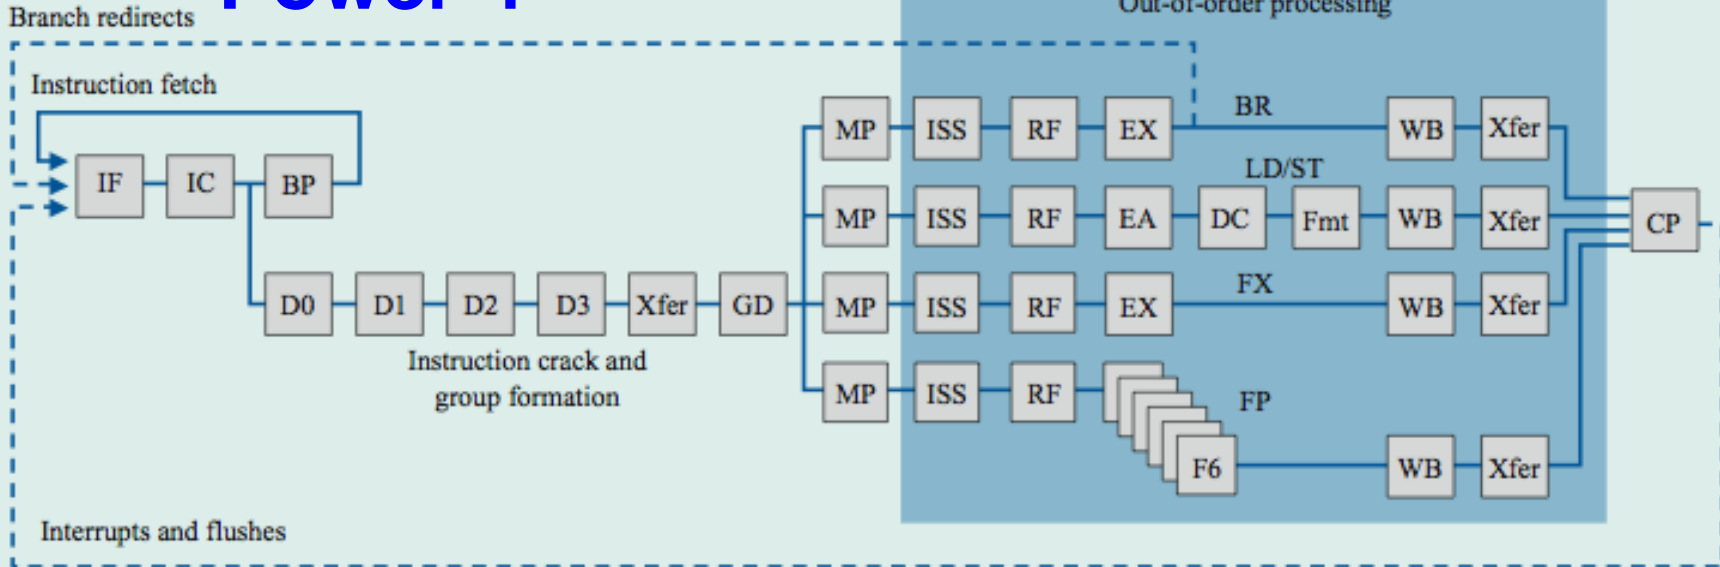 Power 4
Out-of-order processing
Branch redirects
Instruction fetch
BR
MP ISS RF EX WB Xfer
LD/ST
IF IC BP
MP ISS RF EA DC Fmt WB Xfer CP
FX
D0 D1 D2 D3 Xfer GD MP ISS RF EX WB Xfer
Instruction crack and
group formation
MP ISS RF FP
F6 WB Xfer
Interrupts and flushes